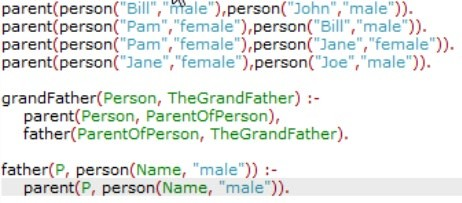 parent(person("Bill","male"),person("John","male")).
parent(person("Pam","female"),person("Bill","male")).
parent(person("Pam","female"),person("Jane","female")).
parent(person("Jane","female"),person("Joe","male")).
grandFather(Person, TheGrandFather) :-
parent(Person, ParentOfPerson),
father(ParentOfPerson, TheGrandFather).
father(P, person(Name, "male")) :-
parent(P, person(Name, "male")).